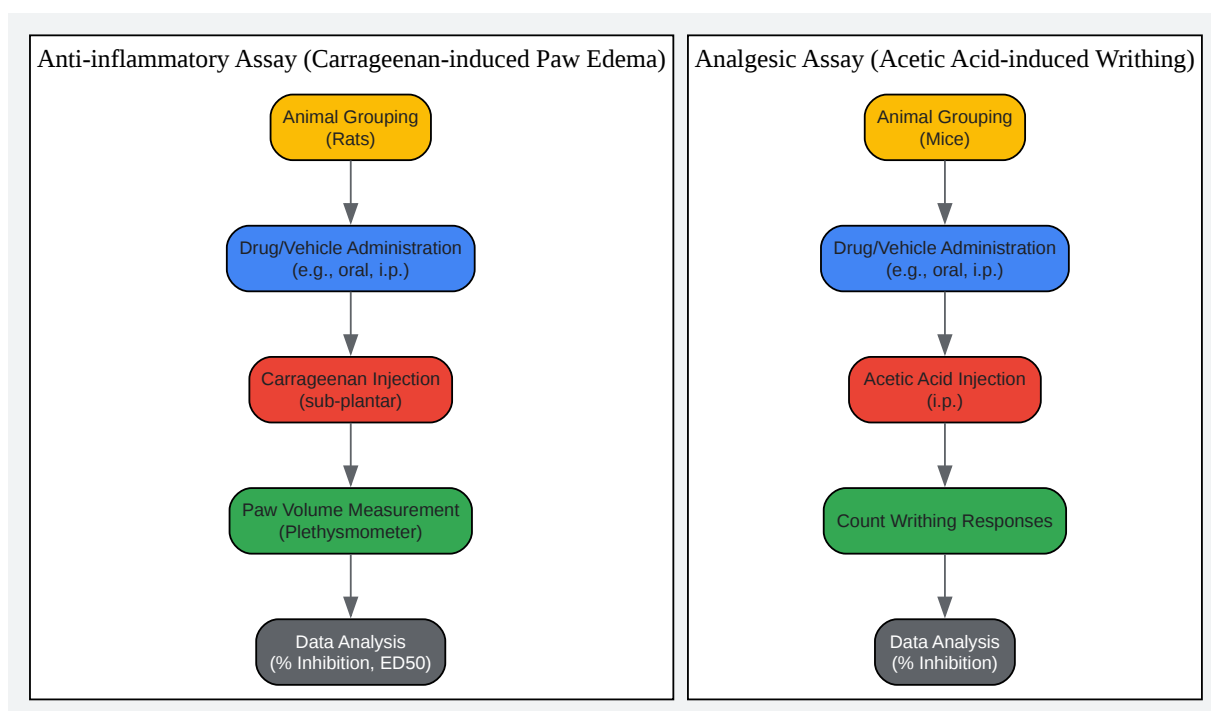 Anti-inflammatory Assay (Carrageenan-induced Paw Edema)
Animal Grouping
(Rats)
Drug/Vehicle Administration
(e.g., oral, i.p.)
Carrageenan Injection
(sub-plantar)
Paw Volume Measurement
(Plethysmometer)
Data Analysis
(% Inhibition, ED50)
Analgesic Assay (Acetic Acid-induced Writhing)
Animal Grouping
(Mice)
Drug/Vehicle Administration
(e.g., oral, i.p.)
Acetic Acid Injection
(i.p.)
Count Writhing Responses
Data Analysis
(% Inhibition)